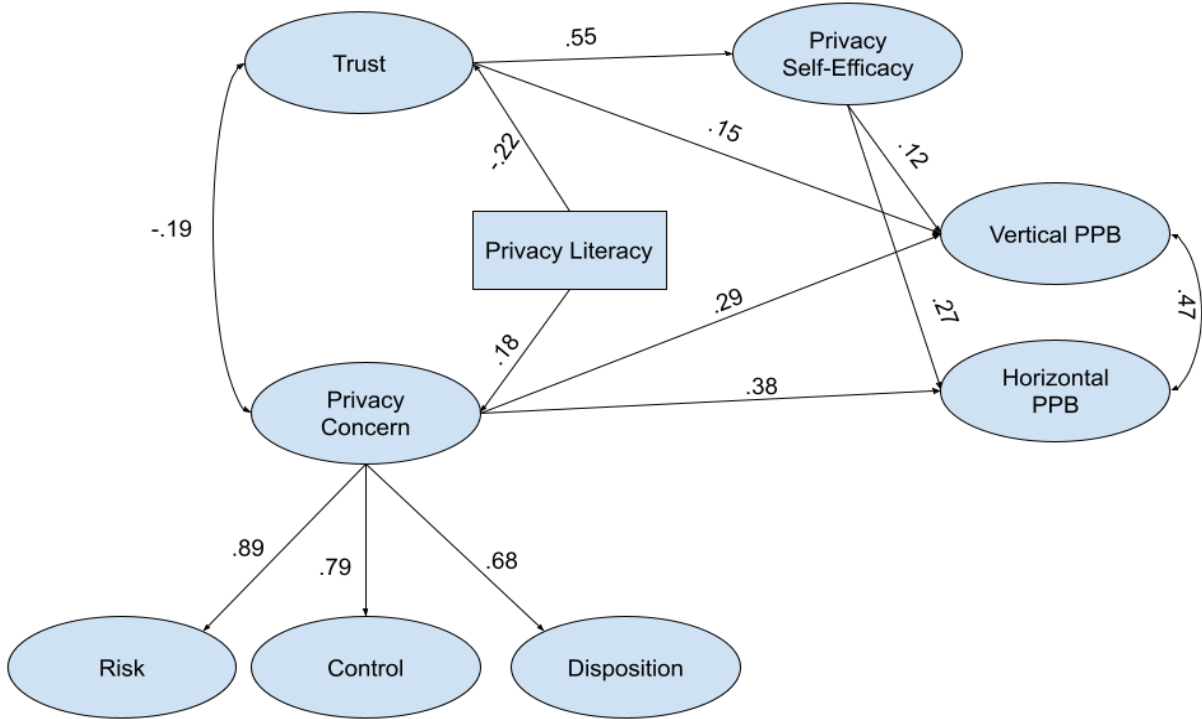 Trust
.55
Privacy
Self-Efficacy
.15
.12
-.22
-.19
Privacy Literacy
Vertical PPB
.47
.29
.27
.18
Privacy
Concern
.38
Horizontal
PPB
.89
.79
.68
Risk
Control
Disposition